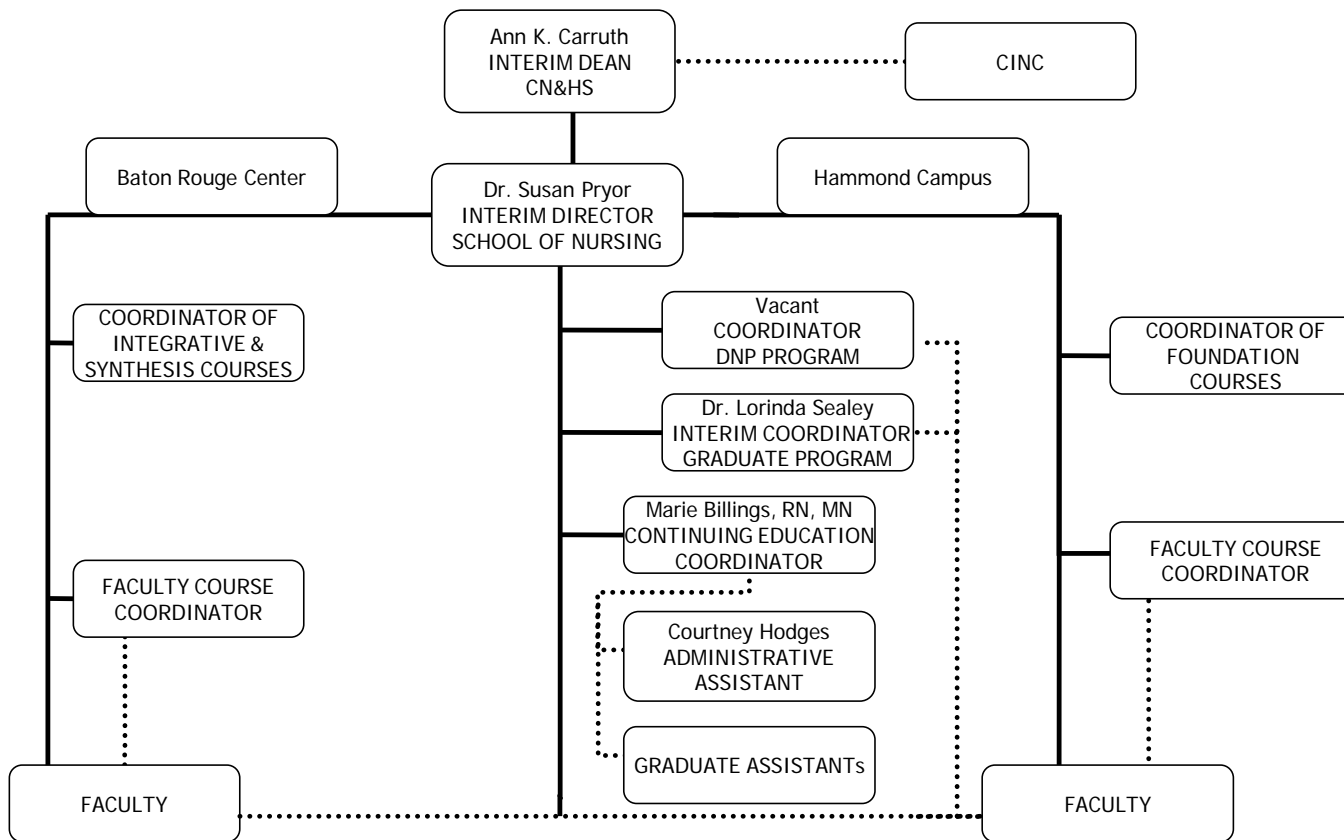 Ann K. Carruth
INTERIM DEAN
CN&HS
CINC
Baton Rouge Center
Dr. Susan Pryor
INTERIM DIRECTOR
SCHOOL OF NURSING
Hammond Campus
COORDINATOR OF
INTEGRATIVE &
SYNTHESIS COURSES
Vacant
COORDINATOR
DNP PROGRAM
COORDINATOR OF
FOUNDATION
COURSES
Dr. Lorinda Sealey
INTERIM COORDINATOR
GRADUATE PROGRAM
Marie Billings, RN, MN
CONTINUING EDUCATION
COORDINATOR
FACULTY COURSE
COORDINATOR
FACULTY COURSE
COORDINATOR
Courtney Hodges
ADMINISTRATIVE
ASSISTANT
GRADUATE ASSISTANTs
FACULTY
FACULTY